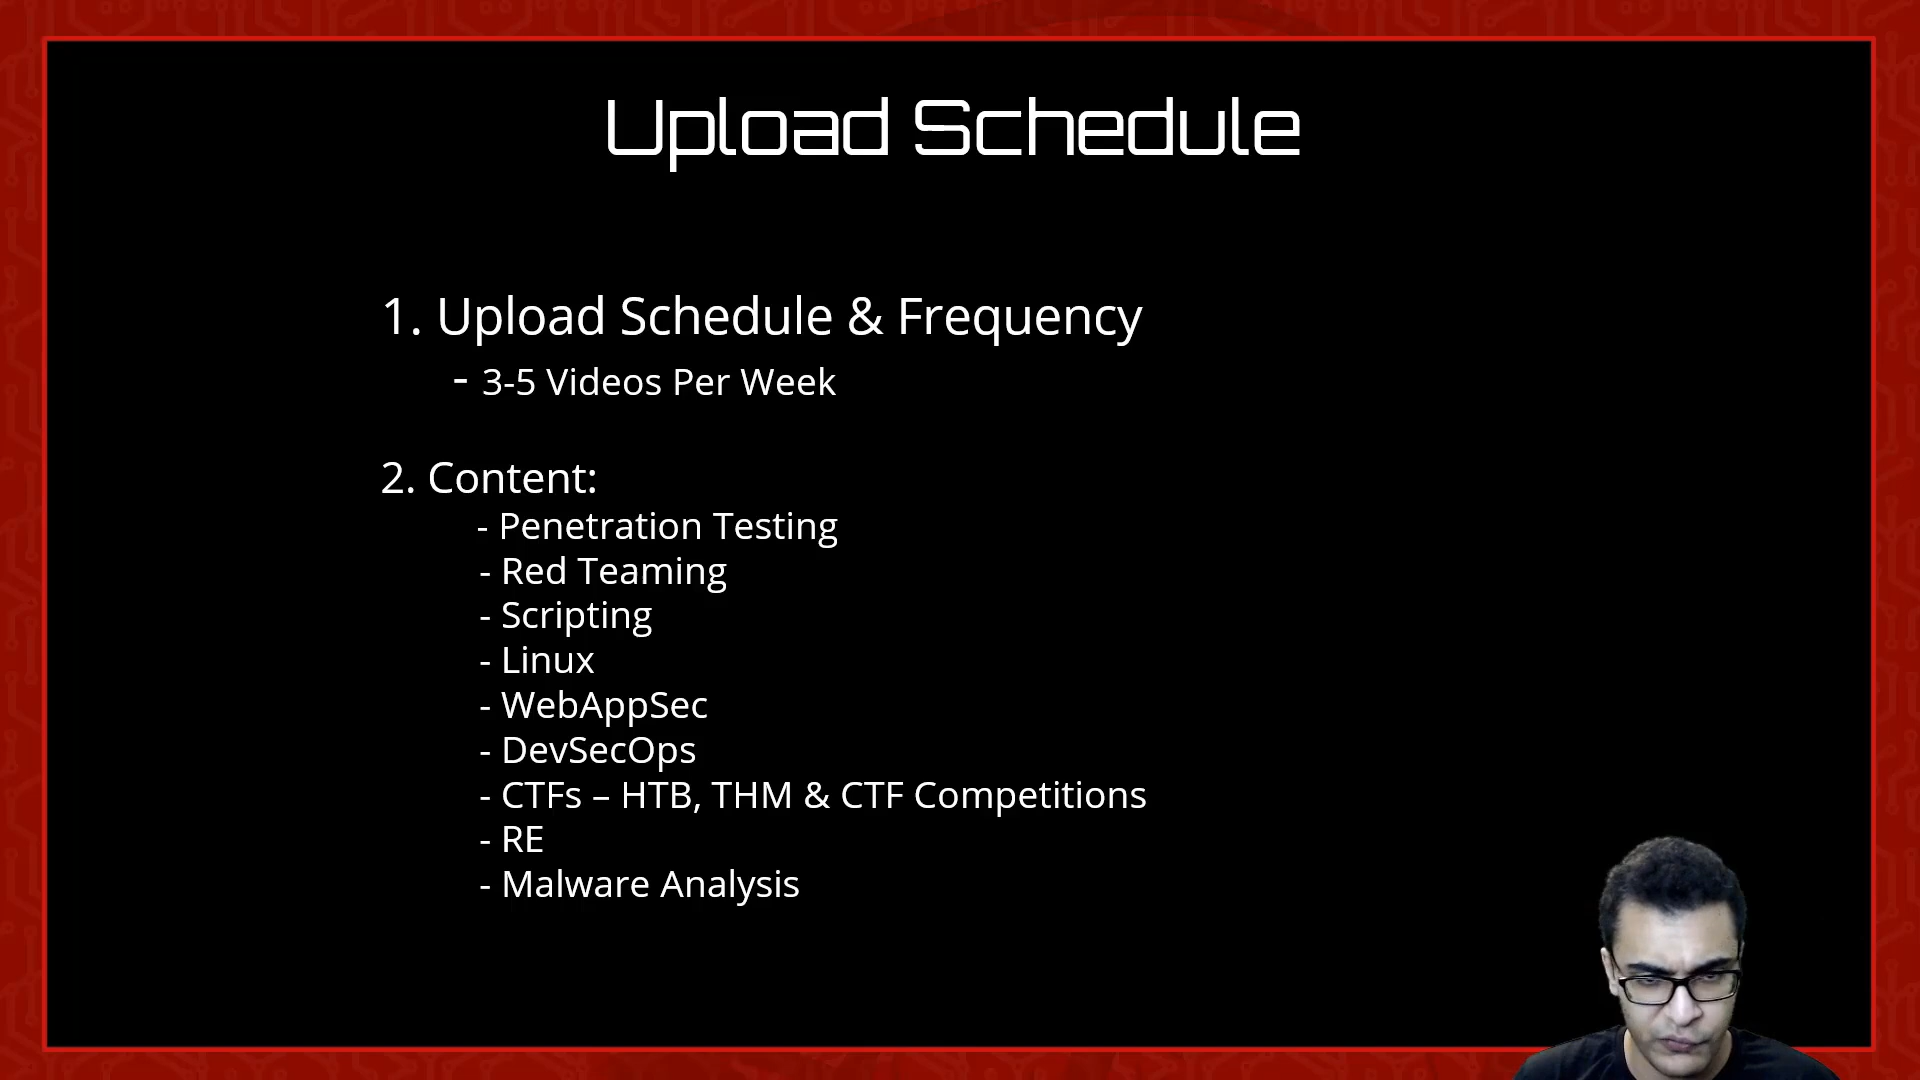 Upload Schedule
1. Upload Schedule & Frequency
- 3-5 Videos Per Week
2. Content:
- Penetration Testing
- Red Teaming
- Scripting
- Linux
- WebAppSec
- DevSecOps
- CTFs – HTB, THM & CTF Competitions
- RE
- Malware Analysis